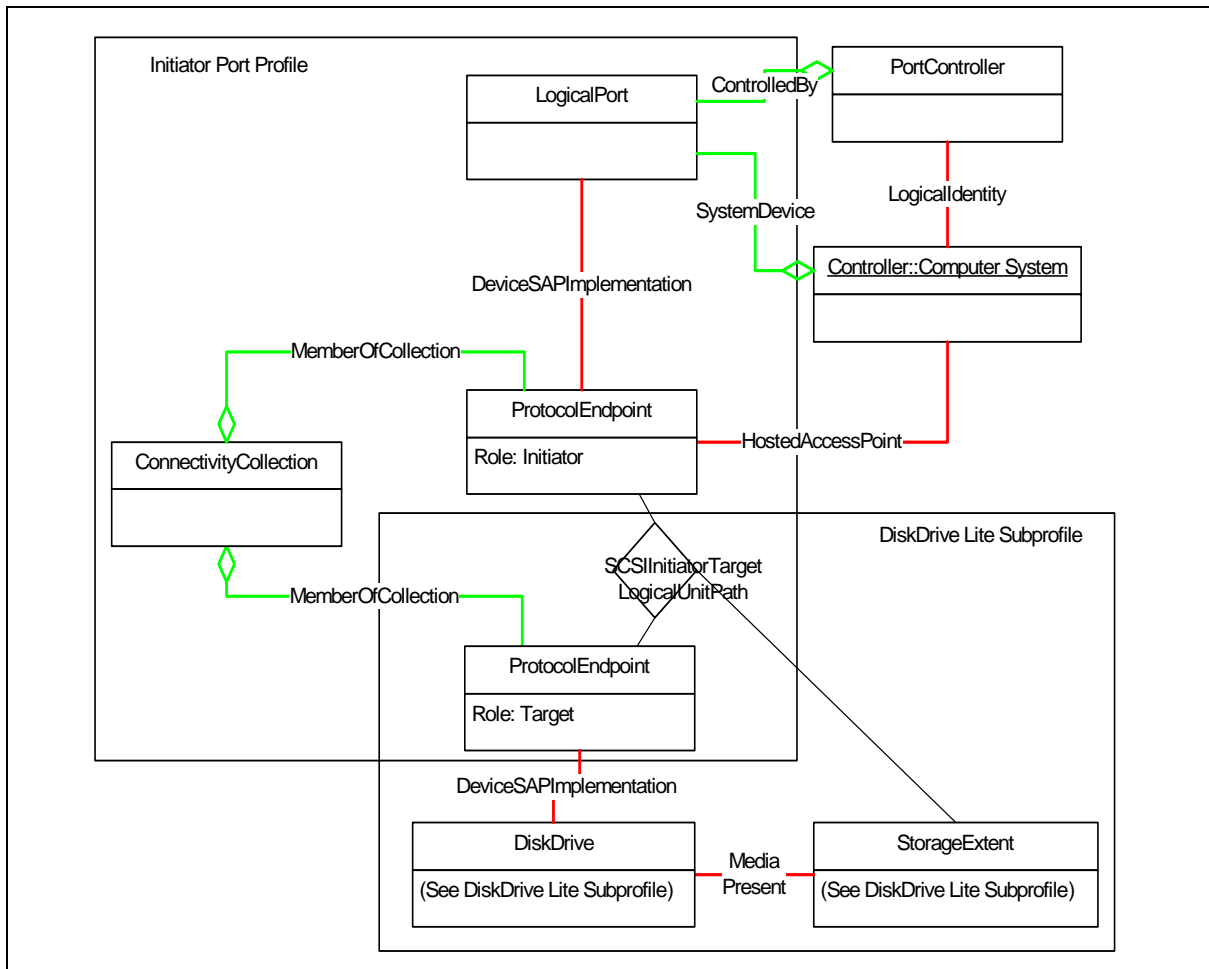 Initiator Port Profile
LogicalPort
ControlledBy
PortController
LogicalIdentity
SystemDevice
Controller::Computer System
DeviceSAPImplementation
MemberOfCollection
ProtocolEndpoint
Role: Initiator
HostedAccessPoint
ConnectivityCollection
DiskDrive Lite Subprofile
SCSIInitiatorTarget
LogicalUnitPath
MemberOfCollection
ProtocolEndpoint
Role: Target
DeviceSAPImplementation
DiskDrive
(See DiskDrive Lite Subprofile)
Media
Present
StorageExtent
(See DiskDrive Lite Subprofile)